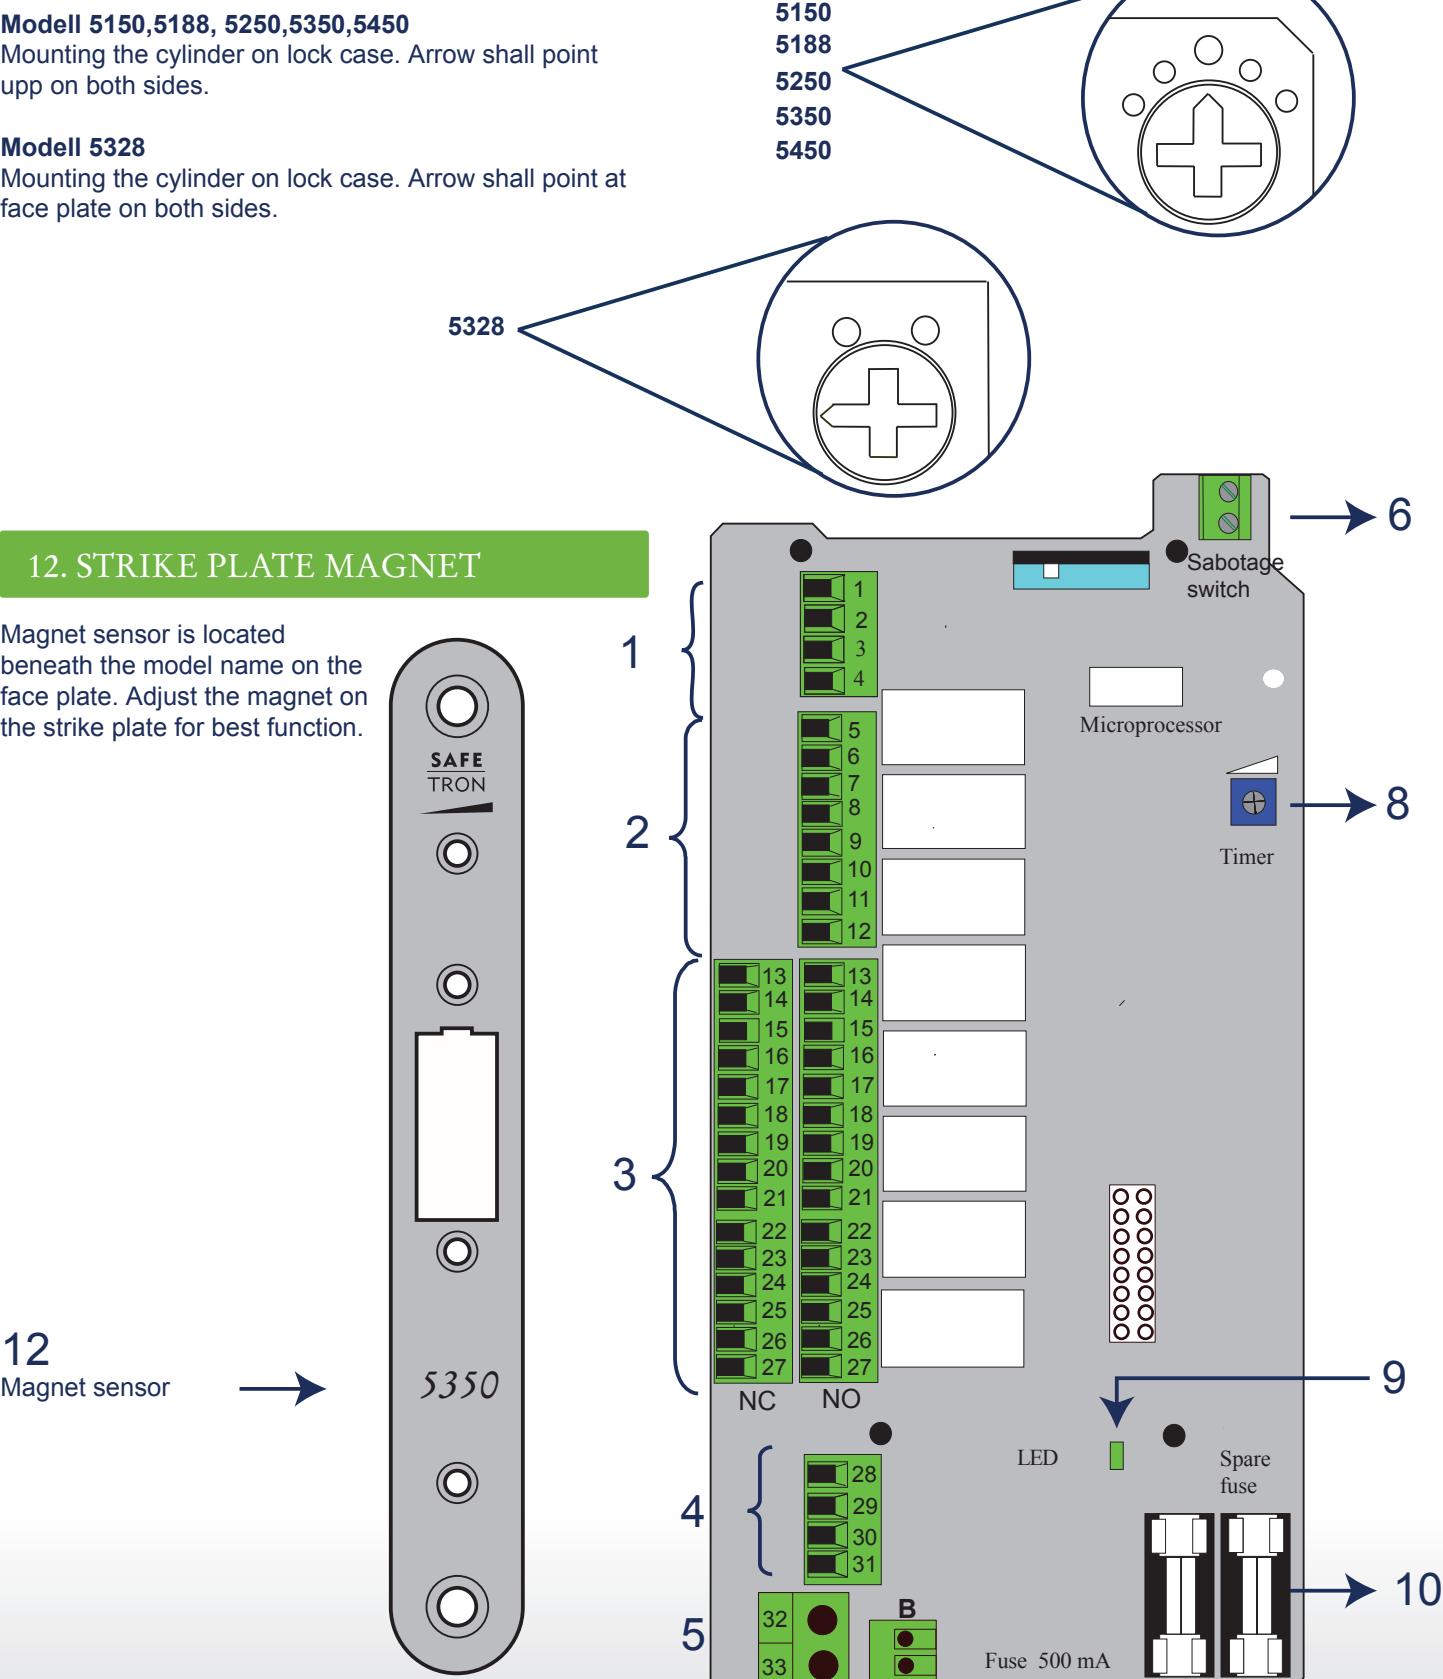 Modell 5150,5188, 5250,5350,5450
Mounting the cylinder on lock case. Arrow shall point
upp on both sides.
Modell 5328
Mounting the cylinder on lock case. Arrow shall point at
face plate on both sides.
5150
5188
5250
5350
5450
5328
12. STRIKE PLATE MAGNET
Magnet sensor is located
beneath the model name on the
face plate. Adjust the magnet on
the strike plate for best function.
SAFE
TRON
5350
12
Magnet sensor
6
Sabotage
switch
1
1
2
3
4
Microprocessor
2
5
6
7
8
9
10
11
12
8
Timer
3
13 13
14 14
15 15
16 16
17 17
18 18
19 19
20 20
21 21
22 22
23 23
24 24
25 25
26 26
27 27
NC NO
9
LED
Spare
fuse
4
28
29
30
31
10
5
32
33
B
Fuse 500 mA